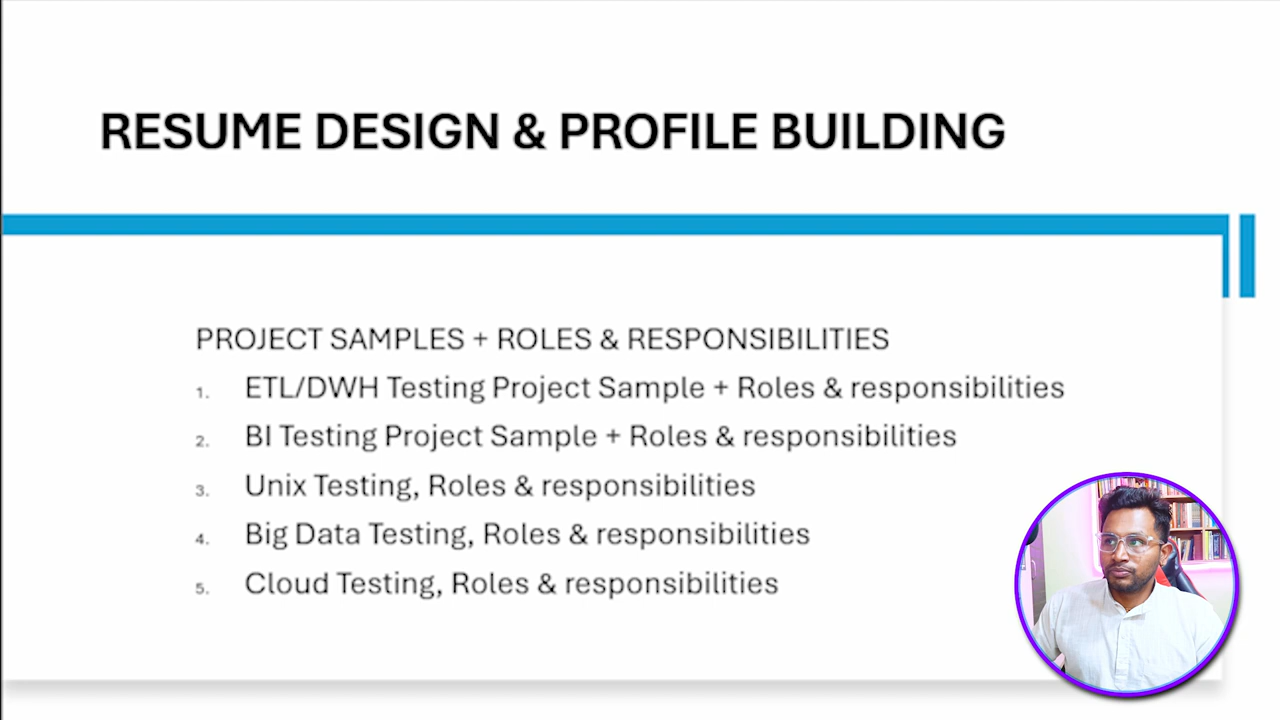 RESUME DESIGN & PROFILE BUILDING
PROJECT SAMPLES + ROLES & RESPONSIBILITIES
1. ETL/DWH Testing Project Sample + Roles & responsibilities
2. BI Testing Project Sample + Roles & responsibilities
3. Unix Testing, Roles & responsibilities
4. Big Data Testing, Roles & responsibilities
5. Cloud Testing, Roles & responsibilities